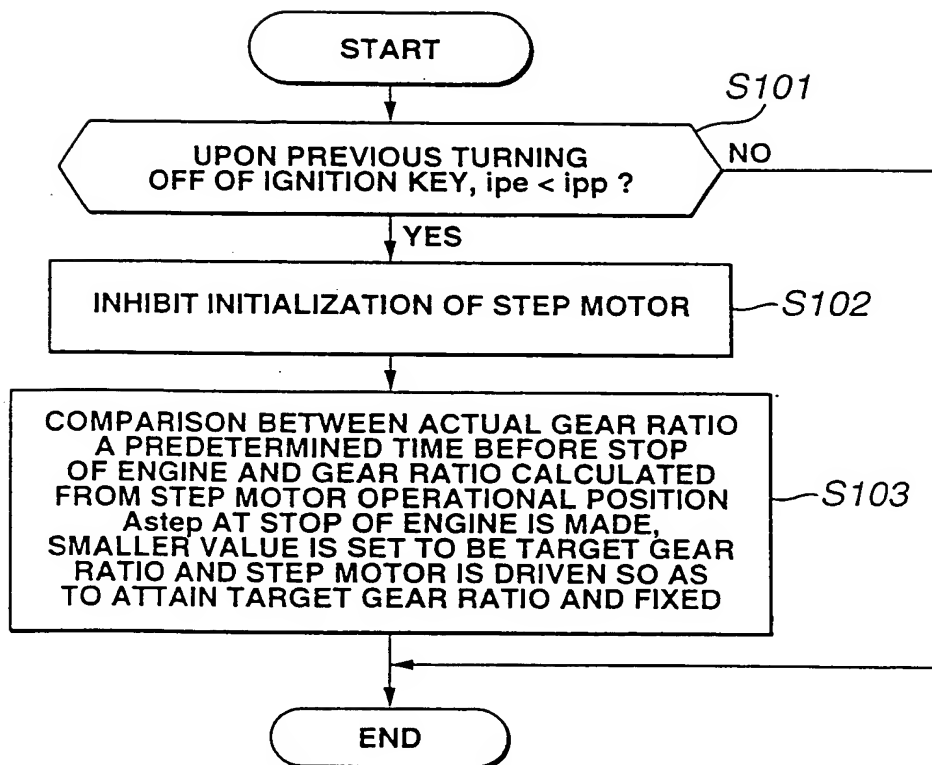 START
S101
UPON PREVIOUS TURNING
OFF OF IGNITION KEY, ipe < ipp ?
NO
YES
INHIBIT INITIALIZATION OF STEP MOTOR
S102
COMPARISON BETWEEN ACTUAL GEAR RATIO
A PREDETERMINED TIME BEFORE STOP
OF ENGINE AND GEAR RATIO CALCULATED
FROM STEP MOTOR OPERATIONAL POSITION
Astep AT STOP OF ENGINE IS MADE,
SMALLER VALUE IS SET TO BE TARGET GEAR
RATIO AND STEP MOTOR IS DRIVEN SO AS
TO ATTAIN TARGET GEAR RATIO AND FIXED
S103
END